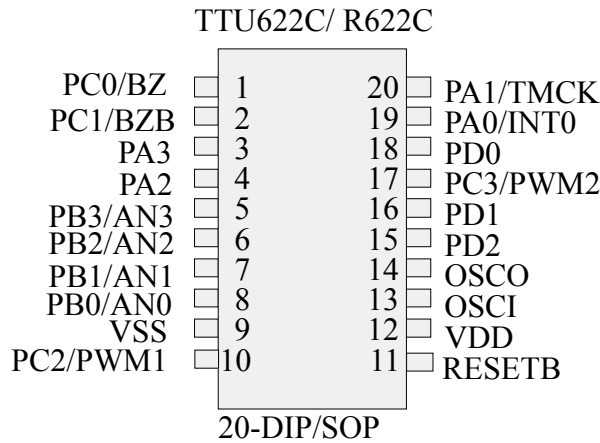 TTU622C/ R622C
PC0/BZ 1 20 PA1/TMCK
PC1/BZB 2 19 PA0/INT0
PA3 3 18 PD0
PA2 4 17 PC3/PWM2
PB3/AN3 5 16 PD1
PB2/AN2 6 15 PD2
PB1/AN1 7 14 OSCO
PB0/AN0 8 13 OSCI
VSS 9 12 VDD
PC2/PWM1 10 11 RESETB
20-DIP/SOP